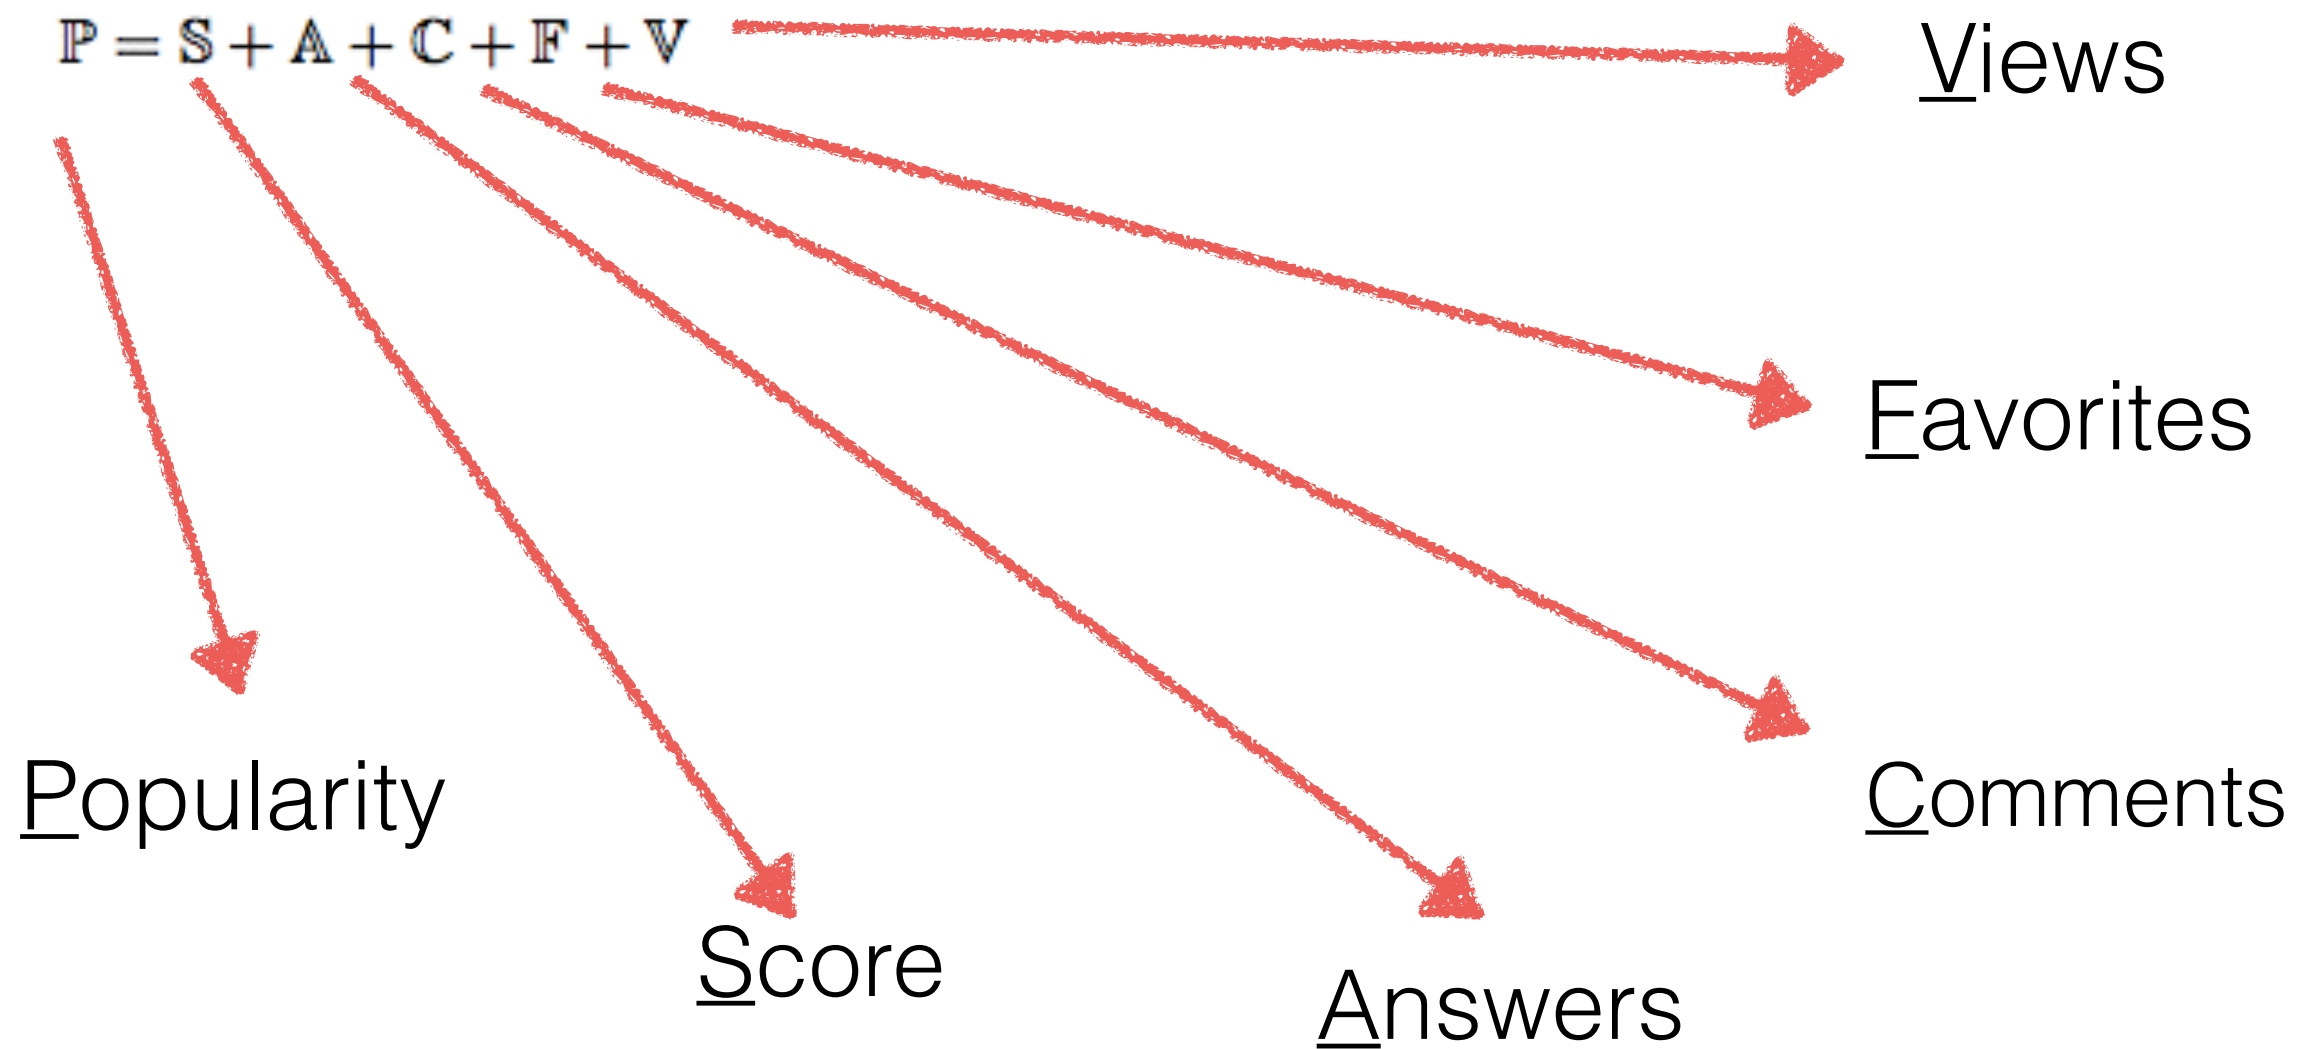 ℙ = 𝕊 + 𝔸 + ℂ + 𝔽 + 𝕍
Views
Favorites
Comments
Popularity
Score
Answers